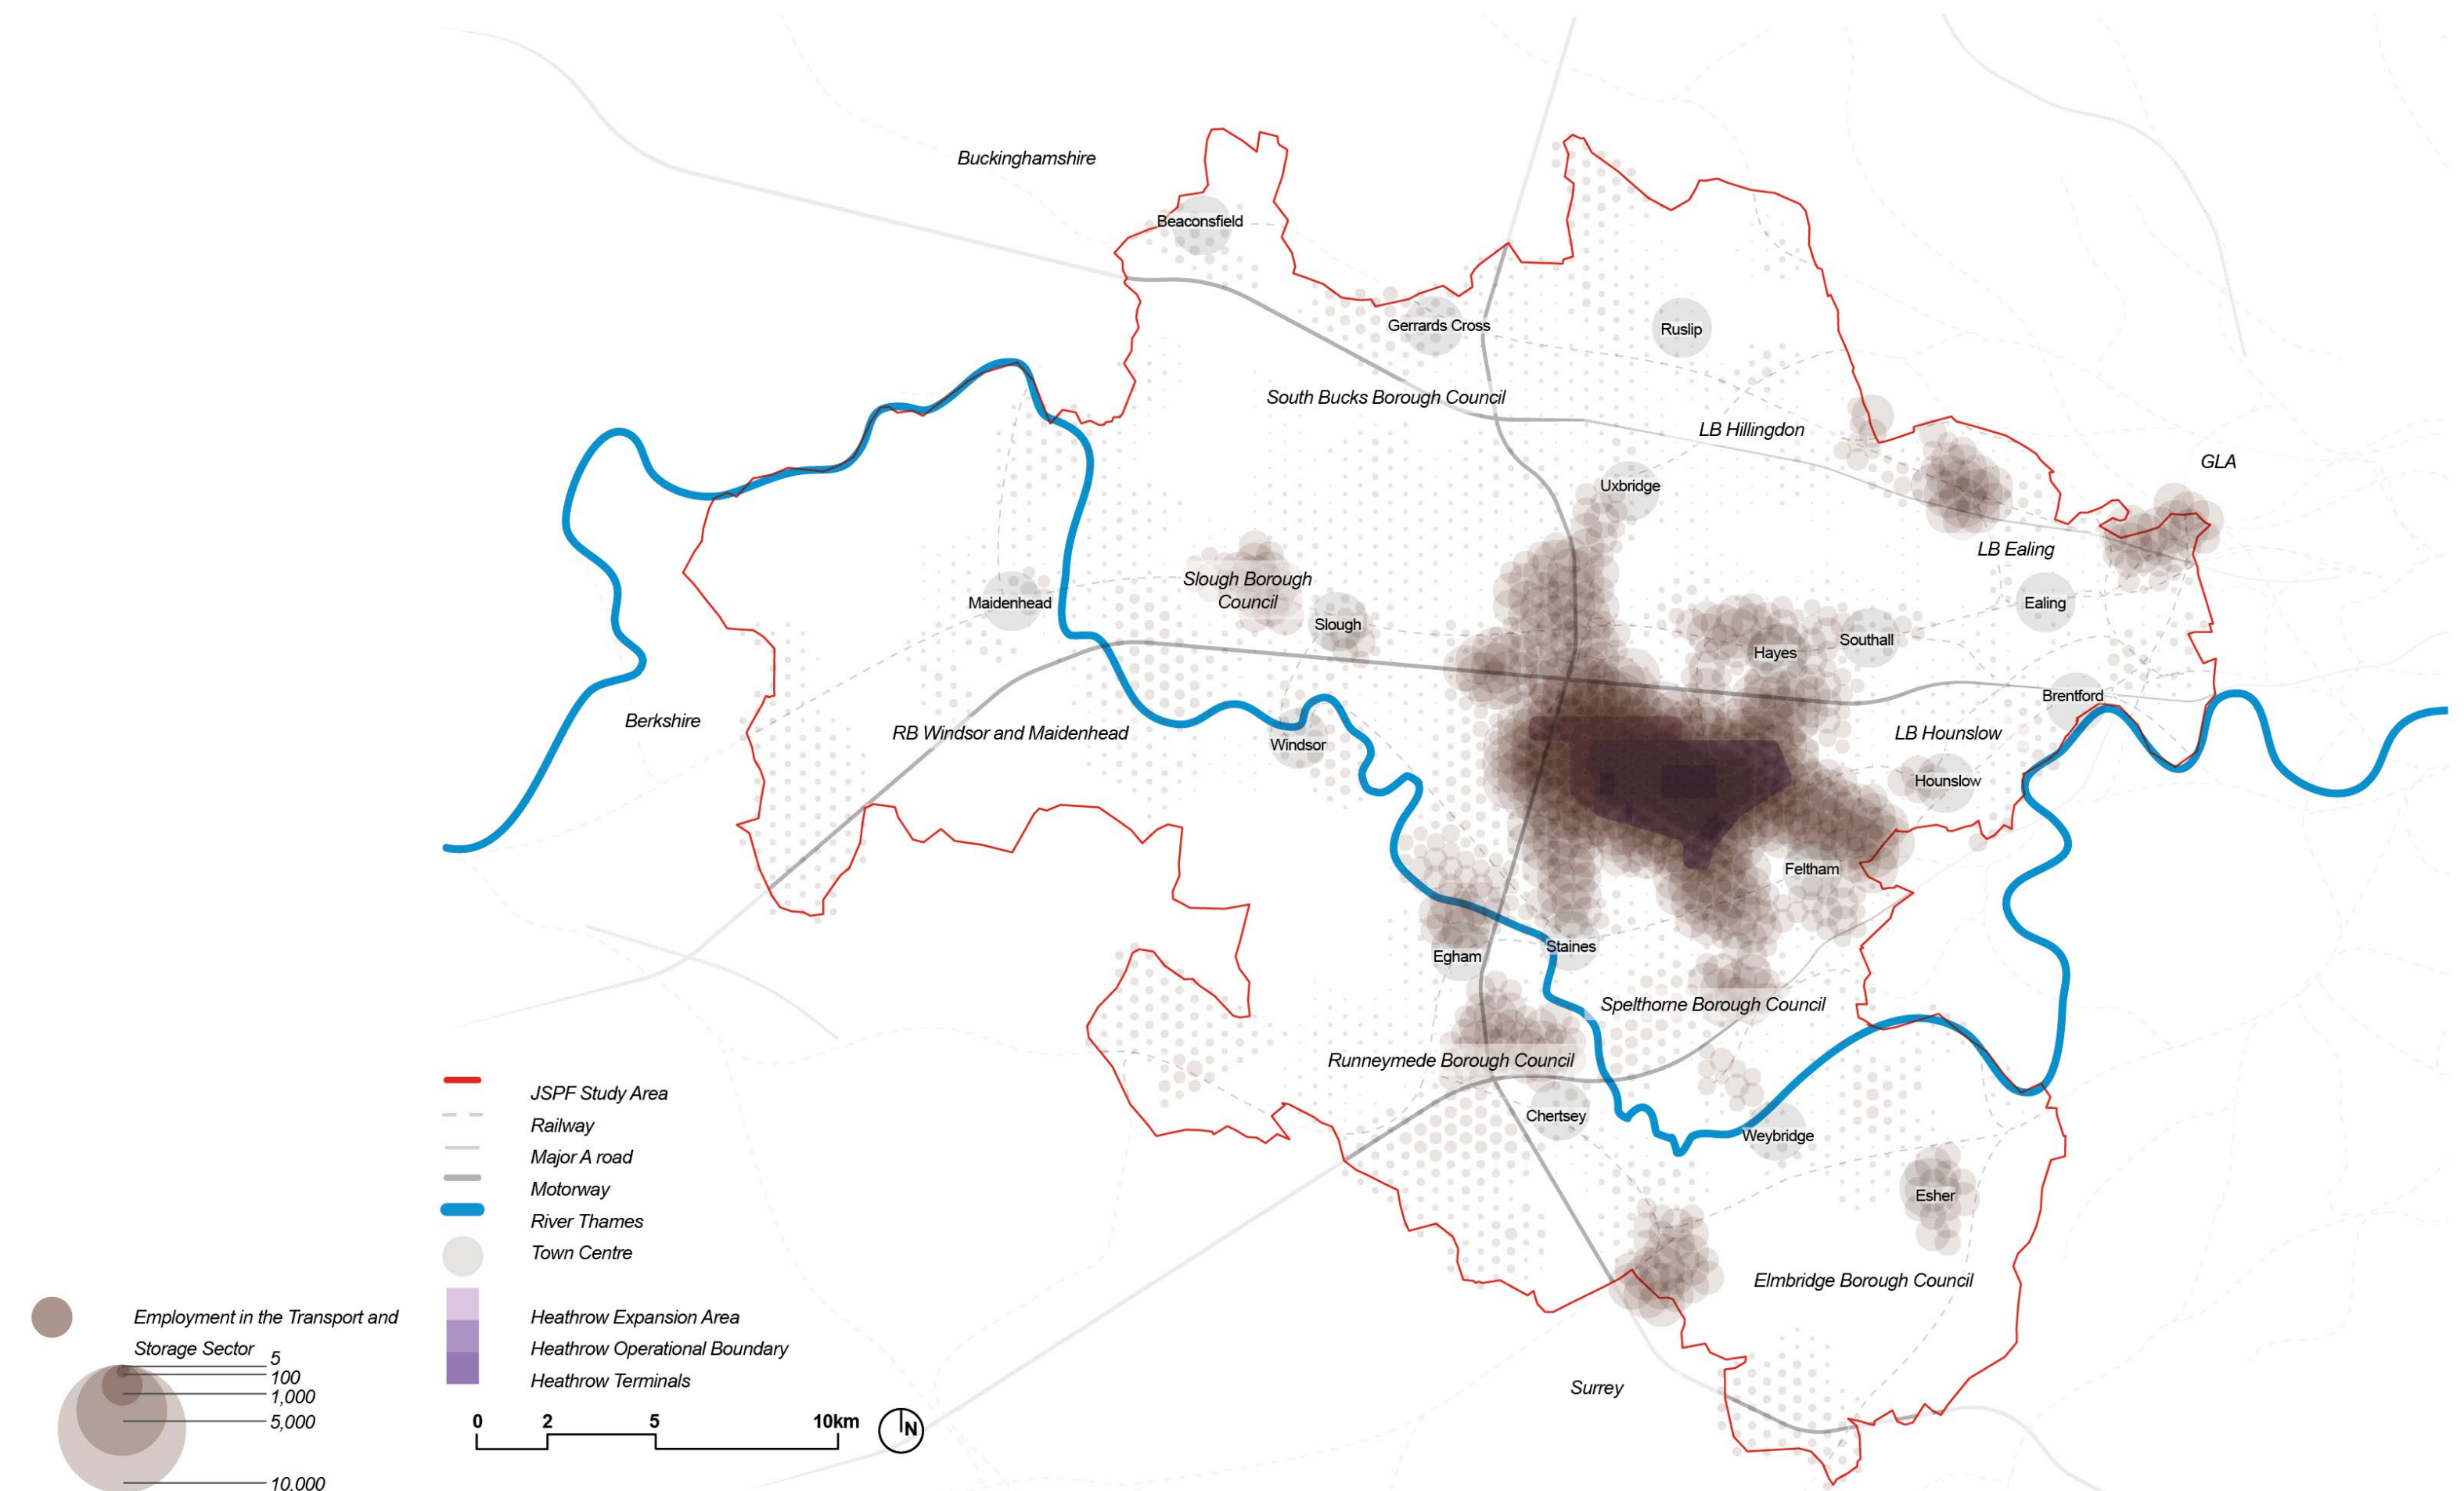 Buckinghamshire
Beaconsfield
Gerrards Cross
Ruslip
South Bucks Borough Council
LB Hillingdon
GLA
Uxbridge
LB Ealing
Slough Borough
Council
Maidenhead
Slough
Ealing
Southall
Hayes
Brentford
Berkshire
RB Windsor and Maidenhead
Windsor
LB Hounslow
Hounslow
Feltham
Staines
Egham
Spelthorne Borough Council
Runneymede Borough Council
Chertsey
Weybridge
Esher
Elmbridge Borough Council
Surrey
JSPF Study Area
Railway
Major A road
Motorway
River Thames
Town Centre
Heathrow Expansion Area
Heathrow Operational Boundary
Heathrow Terminals
Employment in the Transport and
Storage Sector
5
100
1,000
5,000
10,000
0 2 5 10km
N